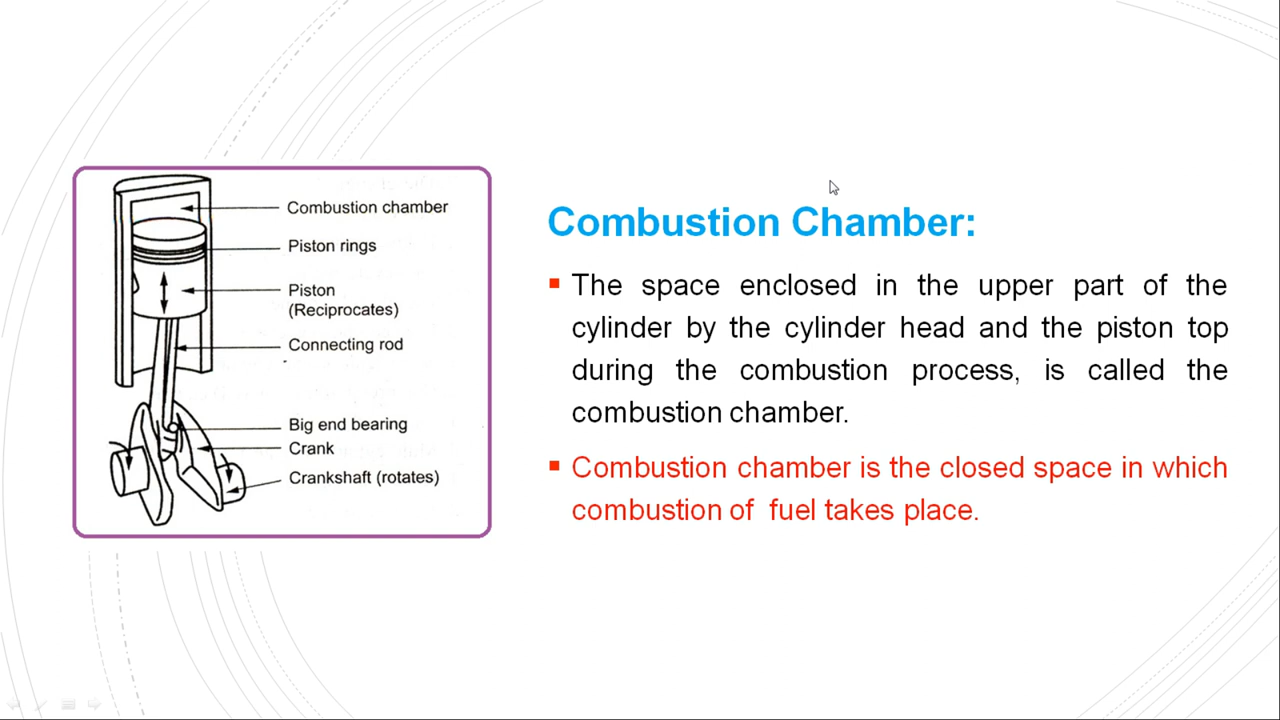 Combustion chamber
Piston rings
Piston
(Reciprocates)
Connecting rod
Big end bearing
Crank
Crankshaft (rotates)
Combustion Chamber:
The space enclosed in the upper part of the
cylinder by the cylinder head and the piston top
during the combustion process, is called the
combustion chamber.
Combustion chamber is the closed space in which
combustion of fuel takes place.